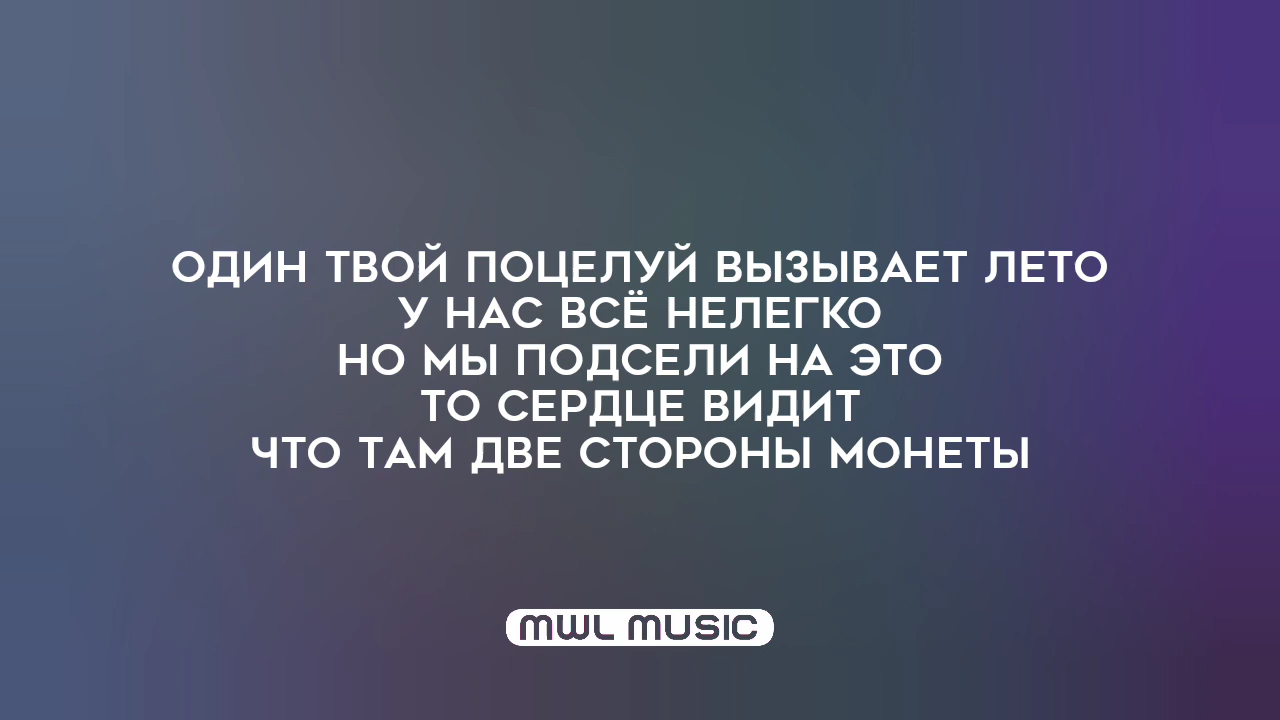 ОДИН ТВОЙ ПОЦЕЛУЙ ВЫЗЫВАЕТ ЛЕТО
У НАС ВСЁ НЕЛЕГКО
НО МЫ ПОДСЕЛИ НА ЭТО
ТО СЕРДЦЕ ВИДИТ
ЧТО ТАМ ДВЕ СТОРОНЫ МОНЕТЫ
MWL MUSIC